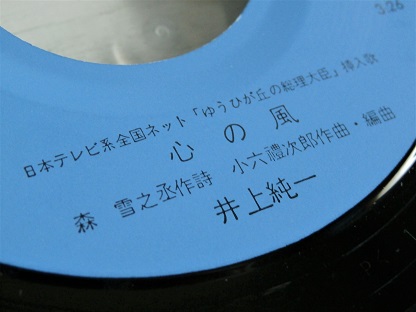 3:26
日本テレビ系全国ネット「ゆうひが丘の総理大臣」挿入歌
心の風
森 雪之丞作詩 小六禮次郎作曲・編曲
井上純一